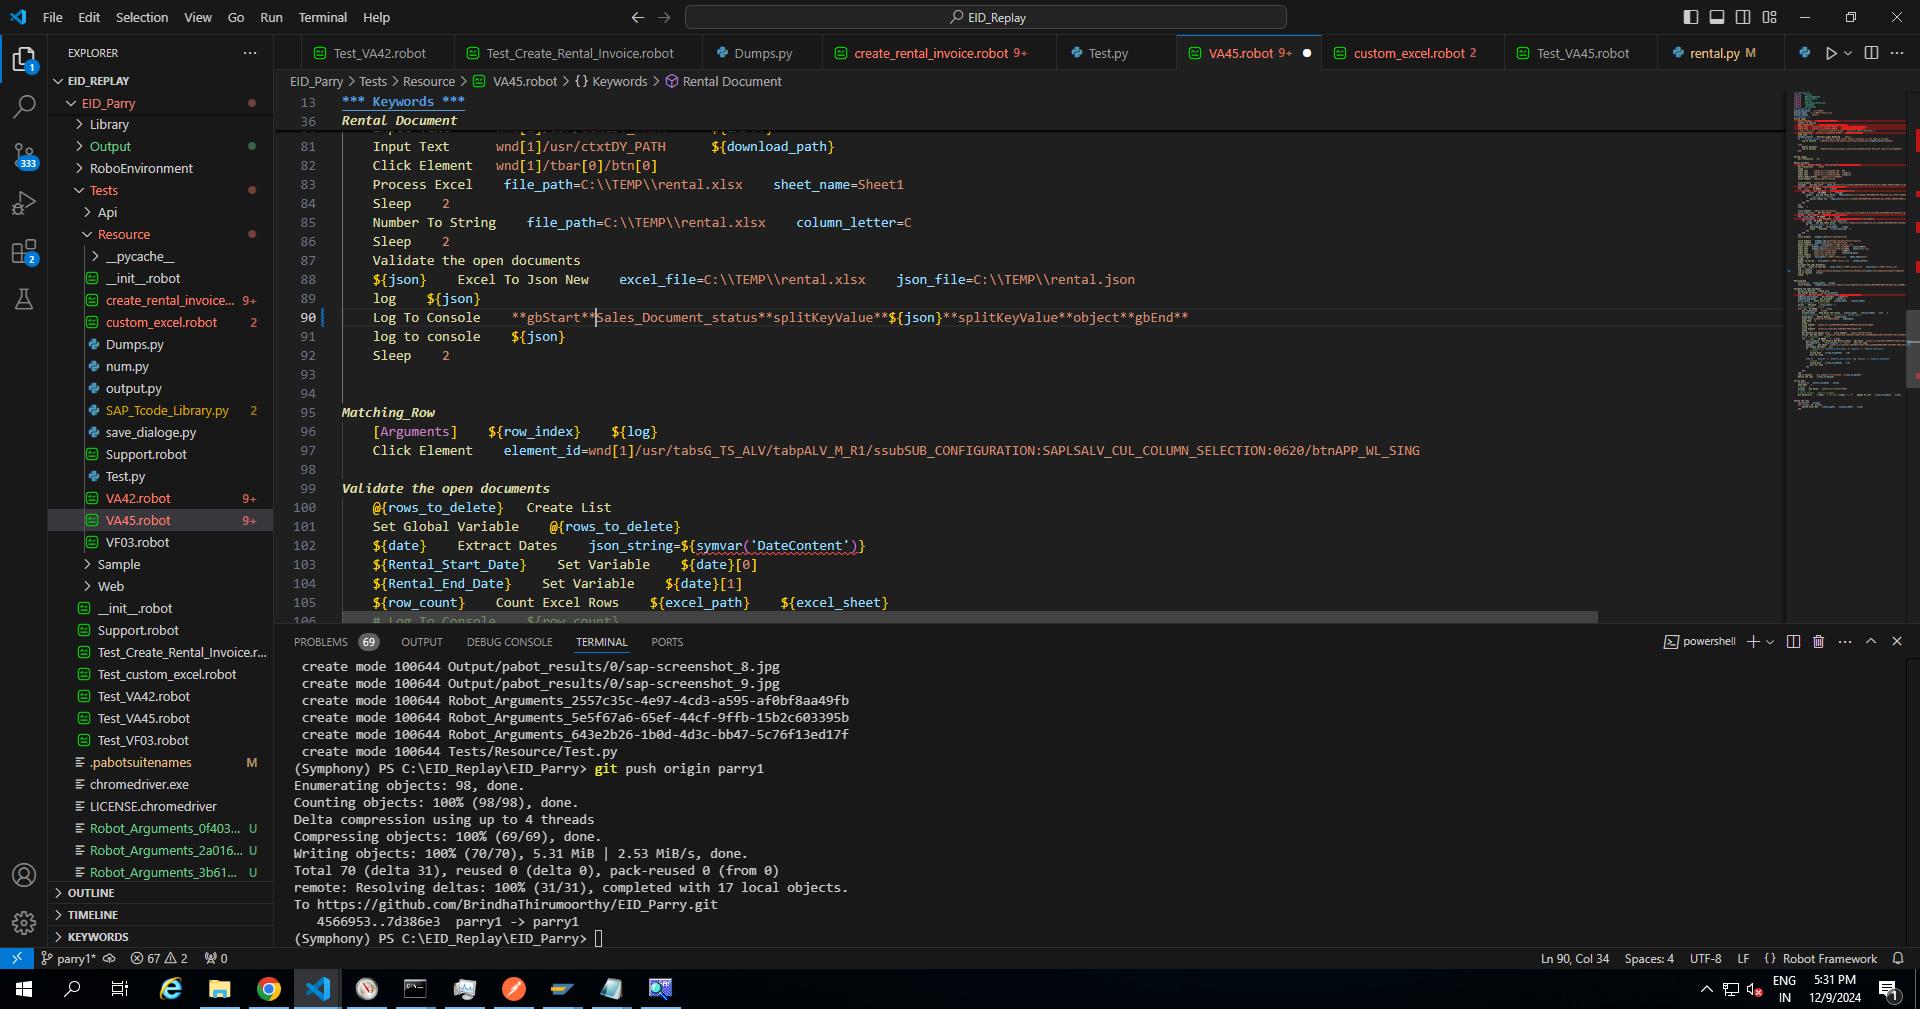 File Edit Selection View Go Run Terminal Help
EID_Replay
EXPLORER
Test_VA42.robot
Test_Create_Rental_Invoice.robot
Dumps.py
create_rental_invoice.robot 9+
Test.py
VA45.robot 9+
custom_excel.robot 2
Test_VA45.robot
rental.py M
EID_Parry > Tests > Resource > VA45.robot > {} Keywords > Rental Document
EID_REPLAY
EID_Parry
Library
Output
RoboEnvironment
Tests
Api
Resource
__pycache__
__init__.robot
create_rental_invoice... 9+
custom_excel.robot 2
Dumps.py
num.py
output.py
SAP_Tcode_Library.py 2
save_dialoge.py
Support.robot
Test.py
VA42.robot 9+
VA45.robot 9+
VF03.robot
Sample
Web
__init__.robot
Support.robot
Test_Create_Rental_Invoice.r...
Test_custom_excel.robot
Test_VA42.robot
Test_VA45.robot
Test_VF03.robot
.pabotsuitenames M
chromedriver.exe
LICENSE.chromedriver
Robot_Arguments_0f403... U
Robot_Arguments_2a016... U
Robot_Arguments_3b61... U
OUTLINE
TIMELINE
KEYWORDS
1
333
2
13 *** Keywords ***
36 Rental Document
81 Input Text wnd[1]/usr/ctxtDY_PATH ${download_path}
82 Click Element wnd[1]/tbar[0]/btn[0]
83 Process Excel file_path=C:\\TEMP\\rental.xlsx sheet_name=Sheet1
84 Sleep 2
85 Number To String file_path=C:\\TEMP\\rental.xlsx column_letter=C
86 Sleep 2
87 Validate the open documents
88 ${json} Excel To Json New excel_file=C:\\TEMP\\rental.xlsx json_file=C:\\TEMP\\rental.json
89 log ${json}
90 Log To Console **gbStart**Sales_Document_status**splitKeyValue**${json}**splitKeyValue**object**gbEnd**
91 log to console ${json}
92 Sleep 2
93
94
95 Matching_Row
96 [Arguments] ${row_index} ${log}
97 Click Element element_id=wnd[1]/usr/tabsG_TS_ALV/tabpALV_M_R1/ssubSUB_CONFIGURATION:SAPLSALV_CUL_COLUMN_SELECTION:0620/btnAPP_WL_SING
98
99 Validate the open documents
100 @{rows_to_delete} Create List
101 Set Global Variable @{rows_to_delete}
102 ${date} Extract Dates json_string=${symvar('DateContent')}
103 ${Rental_Start_Date} Set Variable ${date}[0]
104 ${Rental_End_Date} Set Variable ${date}[1]
105 ${row_count} Count Excel Rows ${excel_path} ${excel_sheet}
106 # Log To Console ${row_count}
PROBLEMS 69 OUTPUT DEBUG CONSOLE TERMINAL PORTS
powershell
create mode 100644 Output/pabot_results/0/sap-screenshot_8.jpg
create mode 100644 Output/pabot_results/0/sap-screenshot_9.jpg
create mode 100644 Robot_Arguments_2557c35c-4e97-4cd3-a595-af0bf8aa49fb
create mode 100644 Robot_Arguments_5e5f67a6-65ef-44cf-9ffb-15b2c603395b
create mode 100644 Robot_Arguments_643e2b26-1b0d-4d3c-bb47-5c76f13ed17f
create mode 100644 Tests/Resource/Test.py
(Symphony) PS C:\EID_Replay\EID_Parry> git push origin parry1
Enumerating objects: 98, done.
Counting objects: 100% (98/98), done.
Delta compression using up to 4 threads
Compressing objects: 100% (69/69), done.
Writing objects: 100% (70/70), 5.31 MiB | 2.53 MiB/s, done.
Total 70 (delta 31), reused 0 (delta 0), pack-reused 0 (from 0)
remote: Resolving deltas: 100% (31/31), completed with 17 local objects.
To https://github.com/BrindhaThirumoorthy/EID_Parry.git
4566953..7d386e3 parry1 -> parry1
(Symphony) PS C:\EID_Replay\EID_Parry>
parry1* 67 2 0
Ln 90, Col 34 Spaces: 4 UTF-8 LF {} Robot Framework
ENG
IN
5:31 PM
12/9/2024
1